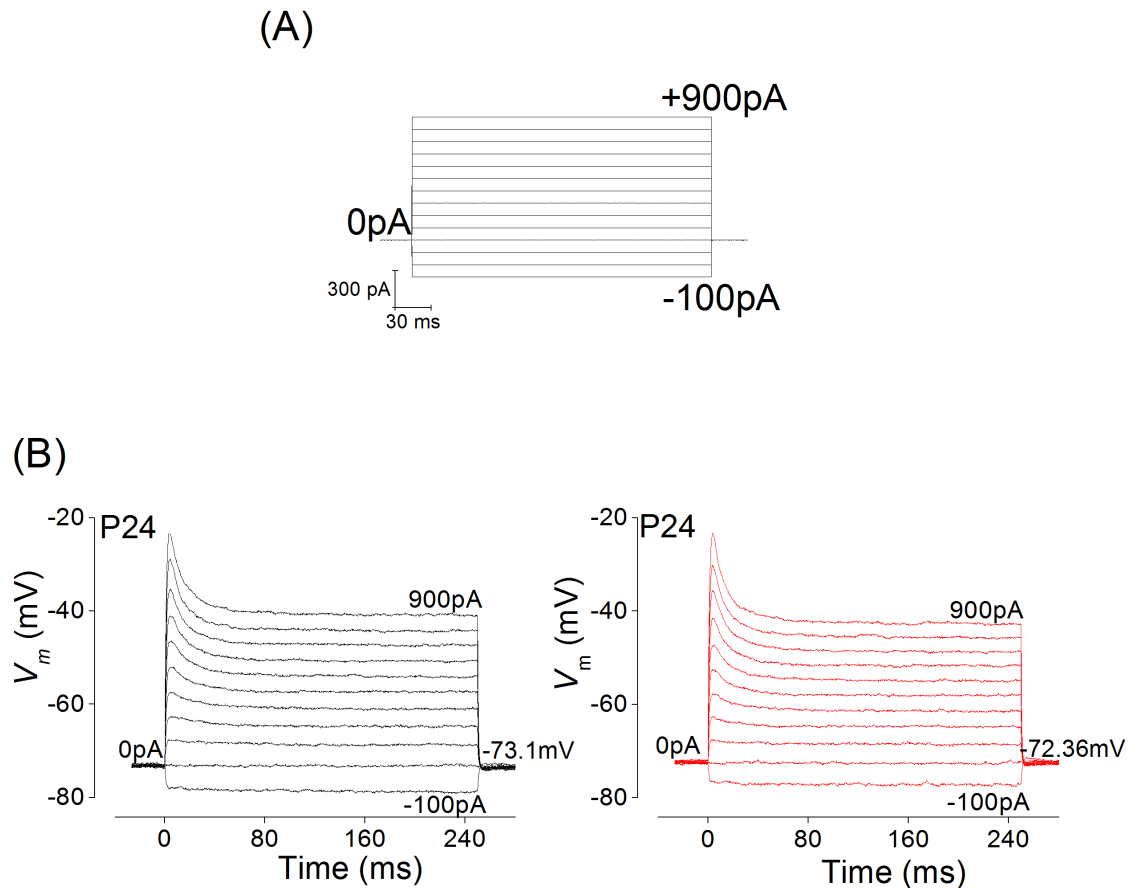 (A)
+900pA
0pA
300 pA
30 ms
-100pA
(B)
-20
P24
-40
900pA
-60
0pA
-73.1mV
-80
-100pA
Vm (mV)
0
80
160
240
Time (ms)
-20
P24
-40
900pA
-60
0pA
-72.36mV
-80
-100pA
Vm (mV)
0
80
160
240
Time (ms)